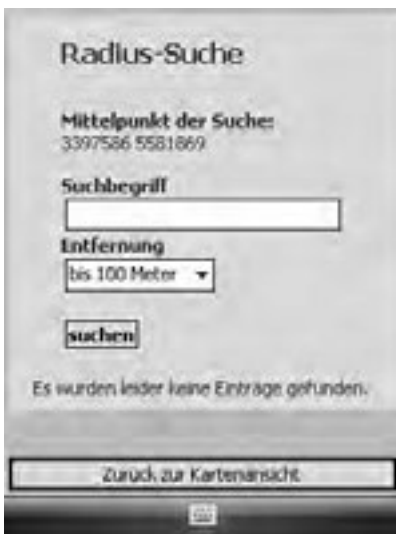 Radius-Suche
Mittelpunkt der Suche:
3397586 5581869
Suchbegriff
Entfernung
bis 100 Meter
suchen
Es wurden leider keine Einträge gefunden.
Zurück zur Kartenansicht